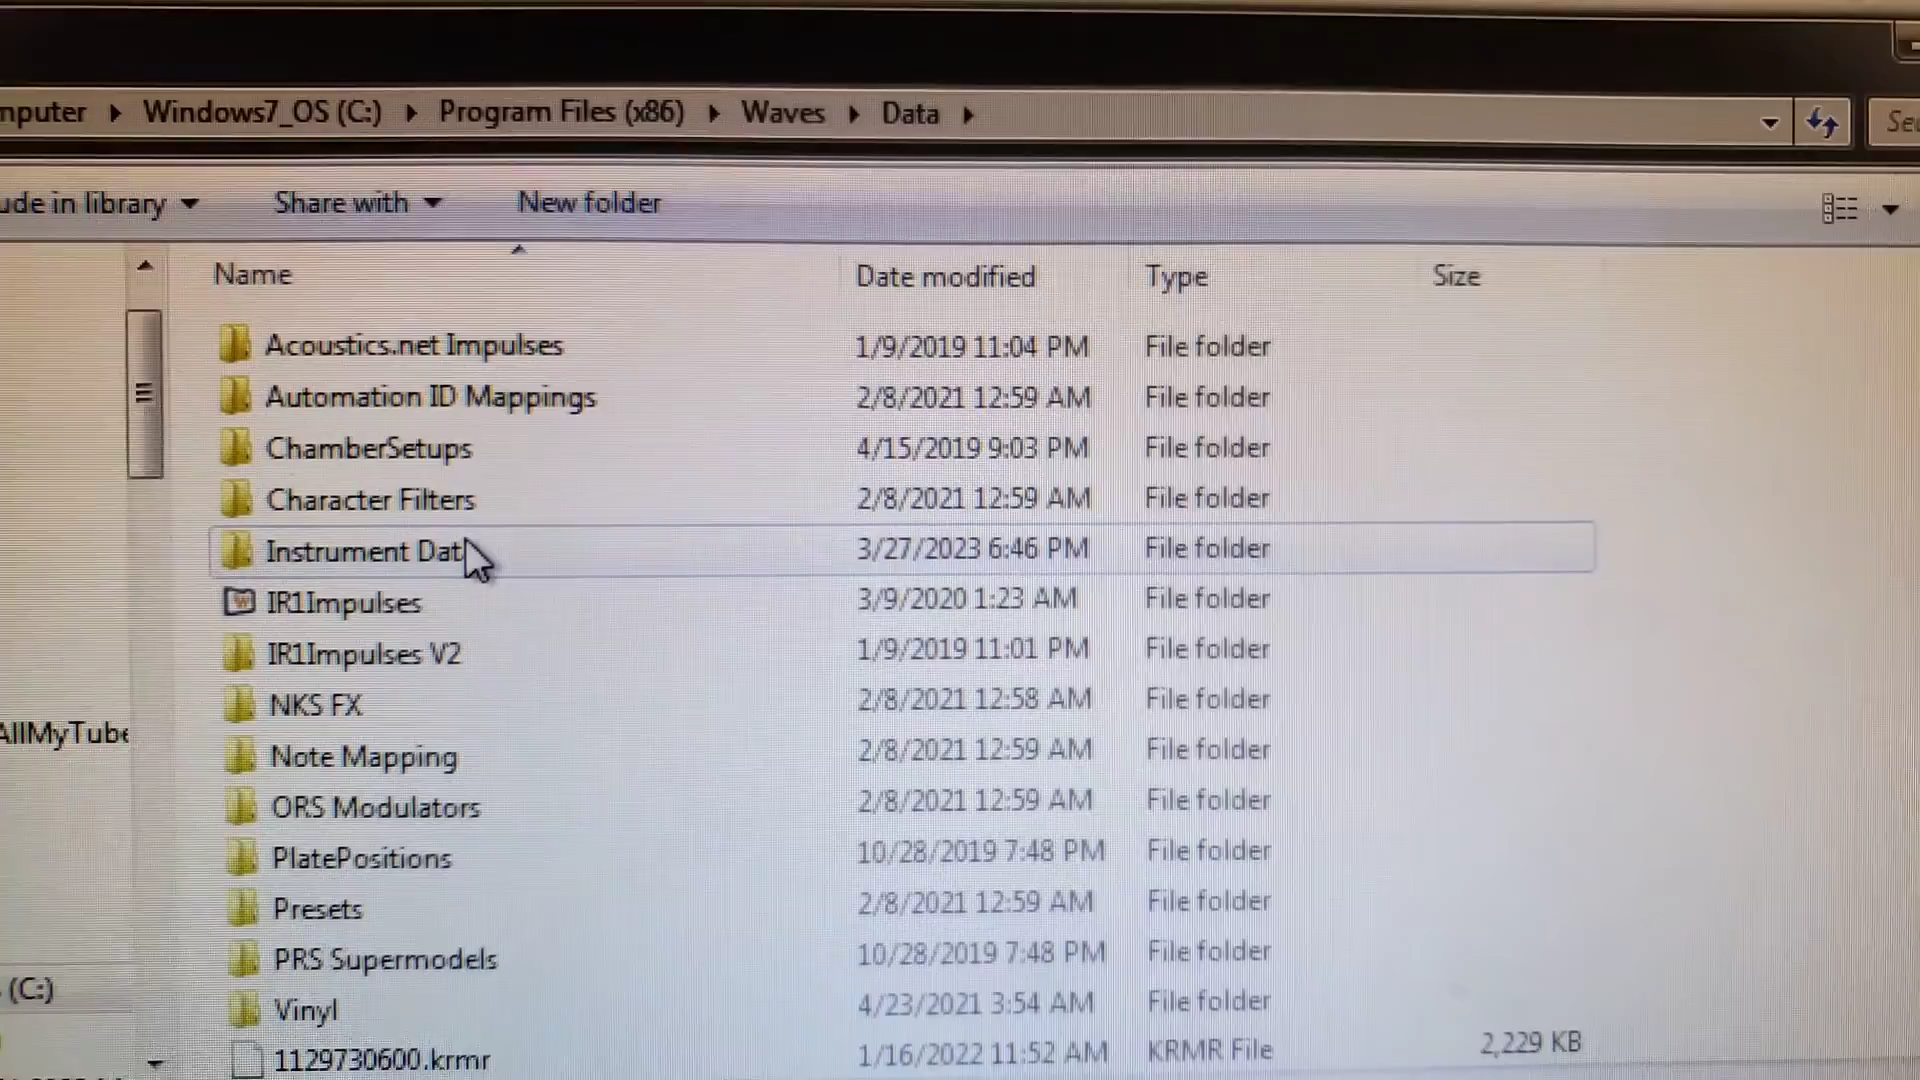 mputer ▸ Windows7_OS (C:) ▸ Program Files (x86) ▸ Waves ▸ Data ▸
ude in library Share with New folder
Name Date modified Type Size
Acoustics.net Impulses 1/9/2019 11:04 PM File folder
Automation ID Mappings 2/8/2021 12:59 AM File folder
ChamberSetups 4/15/2019 9:03 PM File folder
Character Filters 2/8/2021 12:59 AM File folder
Instrument Dat 3/27/2023 6:46 PM File folder
IR1Impulses 3/9/2020 1:23 AM File folder
IR1Impulses V2 1/9/2019 11:01 PM File folder
NKS FX 2/8/2021 12:58 AM File folder
Note Mapping 2/8/2021 12:59 AM File folder
ORS Modulators 2/8/2021 12:59 AM File folder
PlatePositions 10/28/2019 7:48 PM File folder
Presets 2/8/2021 12:59 AM File folder
PRS Supermodels 10/28/2019 7:48 PM File folder
Vinyl 4/23/2021 3:54 AM File folder
1129730600.krmr 1/16/2022 11:52 AM KRMR File 2,229 KB
AllMyTube
(C:)